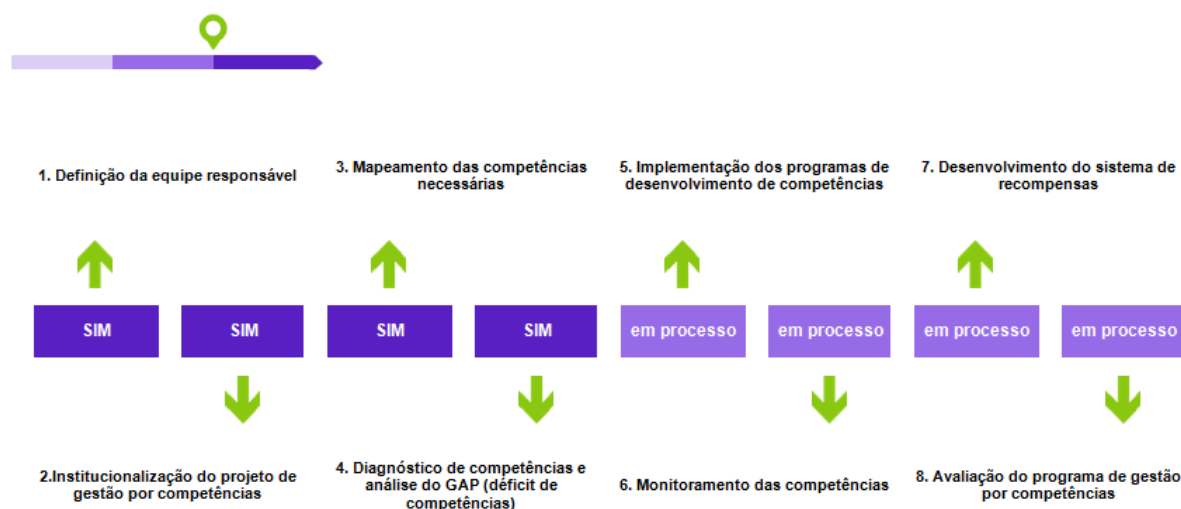 1. Definição da equipe responsável
3. Mapeamento das competências
necessárias
5. Implementação dos programas de
desenvolvimento de competências
7. Desenvolvimento do sistema de
recompensas
SIM
SIM
SIM
SIM
em processo
em processo
em processo
em processo
2.Institucionalização do projeto de
gestão por competências
4. Diagnóstico de competências e
análise do GAP (déficit de
competências)
6. Monitoramento das competências
8. Avaliação do programa de gestão
por competências